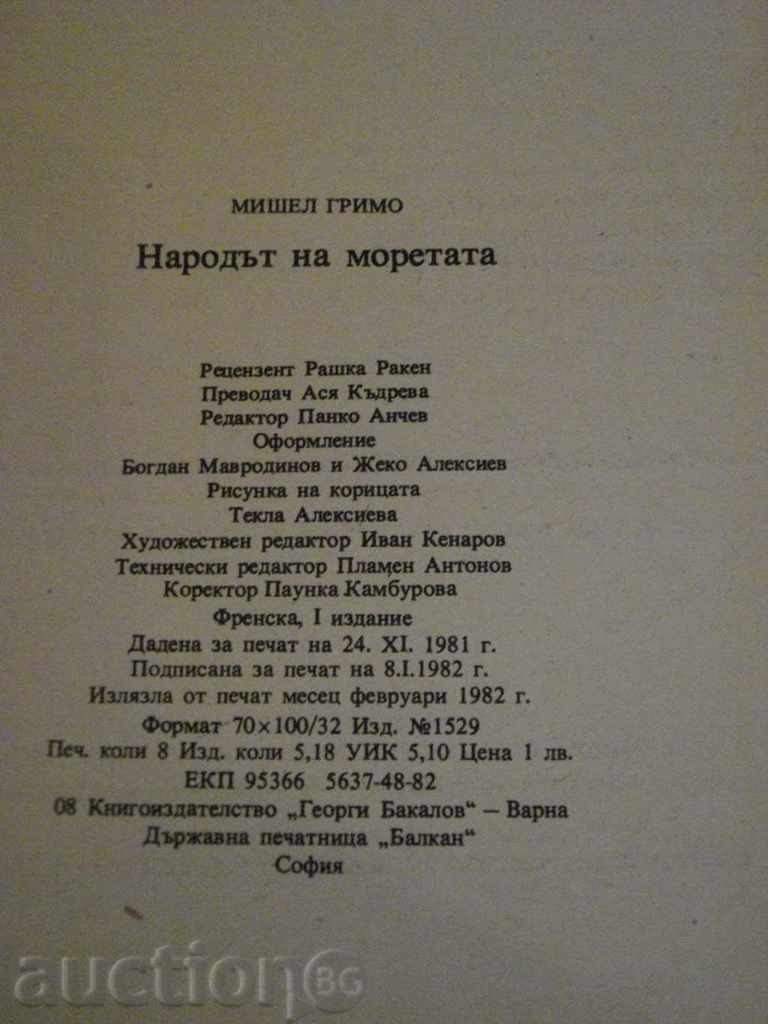 МИШЕЛ ГРИМО
Народът на моретата
Рецензент Рашка Ракен
Преводач Ася Къдрева
Редактор Панко Анчев
Оформление
Богдан Мавродинов и Жеко Алексиев
Рисунка на корицата
Текла Алексиева
Художествен редактор Иван Кенаров
Технически редактор Пламен Антонов
Коректор Паунка Камбурова
Френска, I издание
Дадена за печат на 24. XI. 1981 г.
Подписана за печат на 8.I.1982 г.
Излязла от печат месец февруари 1982 г.
Формат 70×100/32 Изд. №1529
Печ. коли 8 Изд. коли 5,18 УИК 5,10 Цена 1 лв.
ЕКП 95366 5637-48-82
08 Книгоиздателство „Георги Бакалов“ — Варна
Държавна печатница „Балкан“
София
auction BG